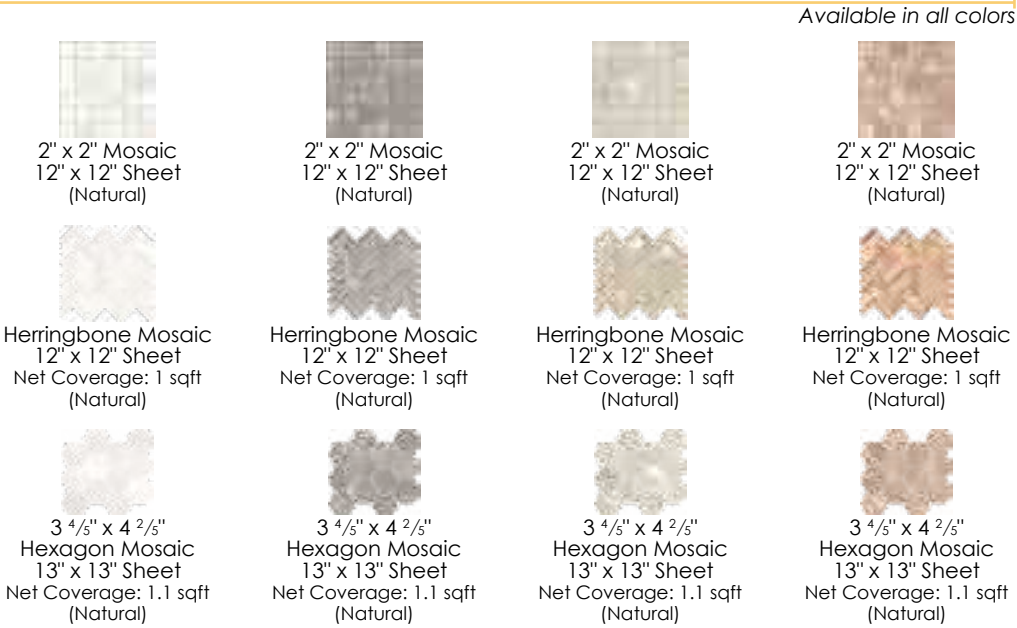 Available in all colors
2" x 2" Mosaic
12" x 12" Sheet
(Natural)
2" x 2" Mosaic
12" x 12" Sheet
(Natural)
2" x 2" Mosaic
12" x 12" Sheet
(Natural)
2" x 2" Mosaic
12" x 12" Sheet
(Natural)
Herringbone Mosaic
12" x 12" Sheet
Net Coverage: 1 sqft
(Natural)
Herringbone Mosaic
12" x 12" Sheet
Net Coverage: 1 sqft
(Natural)
Herringbone Mosaic
12" x 12" Sheet
Net Coverage: 1 sqft
(Natural)
Herringbone Mosaic
12" x 12" Sheet
Net Coverage: 1 sqft
(Natural)
3 ⁴/₅" x 4 ²/₅"
Hexagon Mosaic
13" x 13" Sheet
Net Coverage: 1.1 sqft
(Natural)
3 ⁴/₅" x 4 ²/₅"
Hexagon Mosaic
13" x 13" Sheet
Net Coverage: 1.1 sqft
(Natural)
3 ⁴/₅" x 4 ²/₅"
Hexagon Mosaic
13" x 13" Sheet
Net Coverage: 1.1 sqft
(Natural)
3 ⁴/₅" x 4 ²/₅"
Hexagon Mosaic
13" x 13" Sheet
Net Coverage: 1.1 sqft
(Natural)